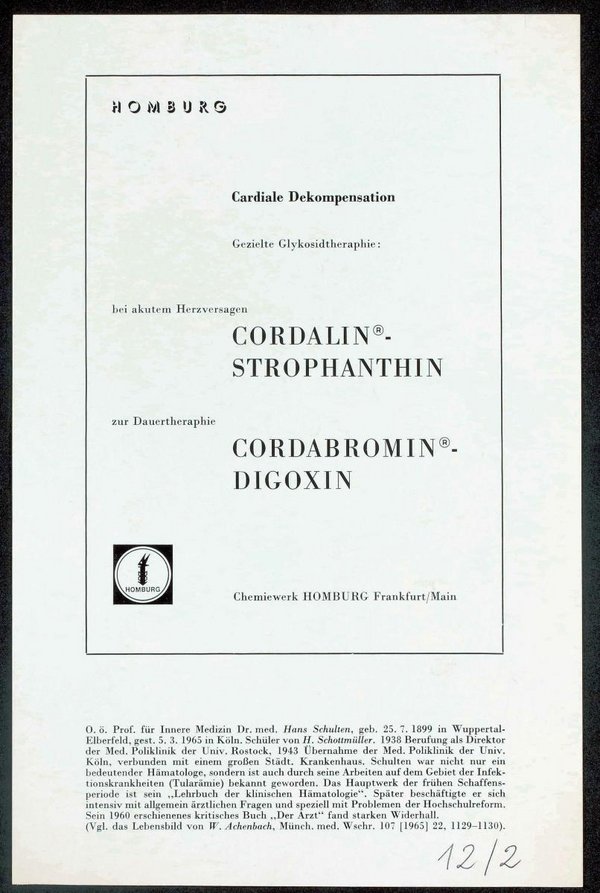 HOMBURG
Cardiale Dekompensation
Gezielte Glykosidtheraphie:
bei akutem Herzversagen
CORDALIN®-
STROPHANTHIN
zur Dauertheraphie
CORDABROMIN®-
DIGOXIN
HOMBURG
Chemiewerk HOMBURG Frankfurt/Main
O. ö. Prof. für Innere Medizin Dr. med. Hans Schulten, geb. 25. 7. 1899 in Wuppertal-
Elberfeld, gest. 5. 3. 1965 in Köln. Schüler von H. Schottmüller. 1938 Berufung als Direktor
der Med. Poliklinik der Univ. Rostock, 1943 Übernahme der Med. Poliklinik der Univ.
Köln, verbunden mit einem großen Städt. Krankenhaus. Schulten war nicht nur ein
bedeutender Hämatologe, sondern ist auch durch seine Arbeiten auf dem Gebiet der Infek-
tionskrankheiten (Tularämie) bekannt geworden. Das Hauptwerk der frühen Schaffens-
periode ist sein „Lehrbuch der klinischen Hämatologie". Später beschäftigte er sich
intensiv mit allgemein ärztlichen Fragen und speziell mit Problemen der Hochschulreform.
Sein 1960 erschienenes kritisches Buch „Der Arzt" fand starken Widerhall.
(Vgl. das Lebensbild von W. Achenbach, Münch. med. Wschr. 107 [1965] 22, 1129–1130).
12/2